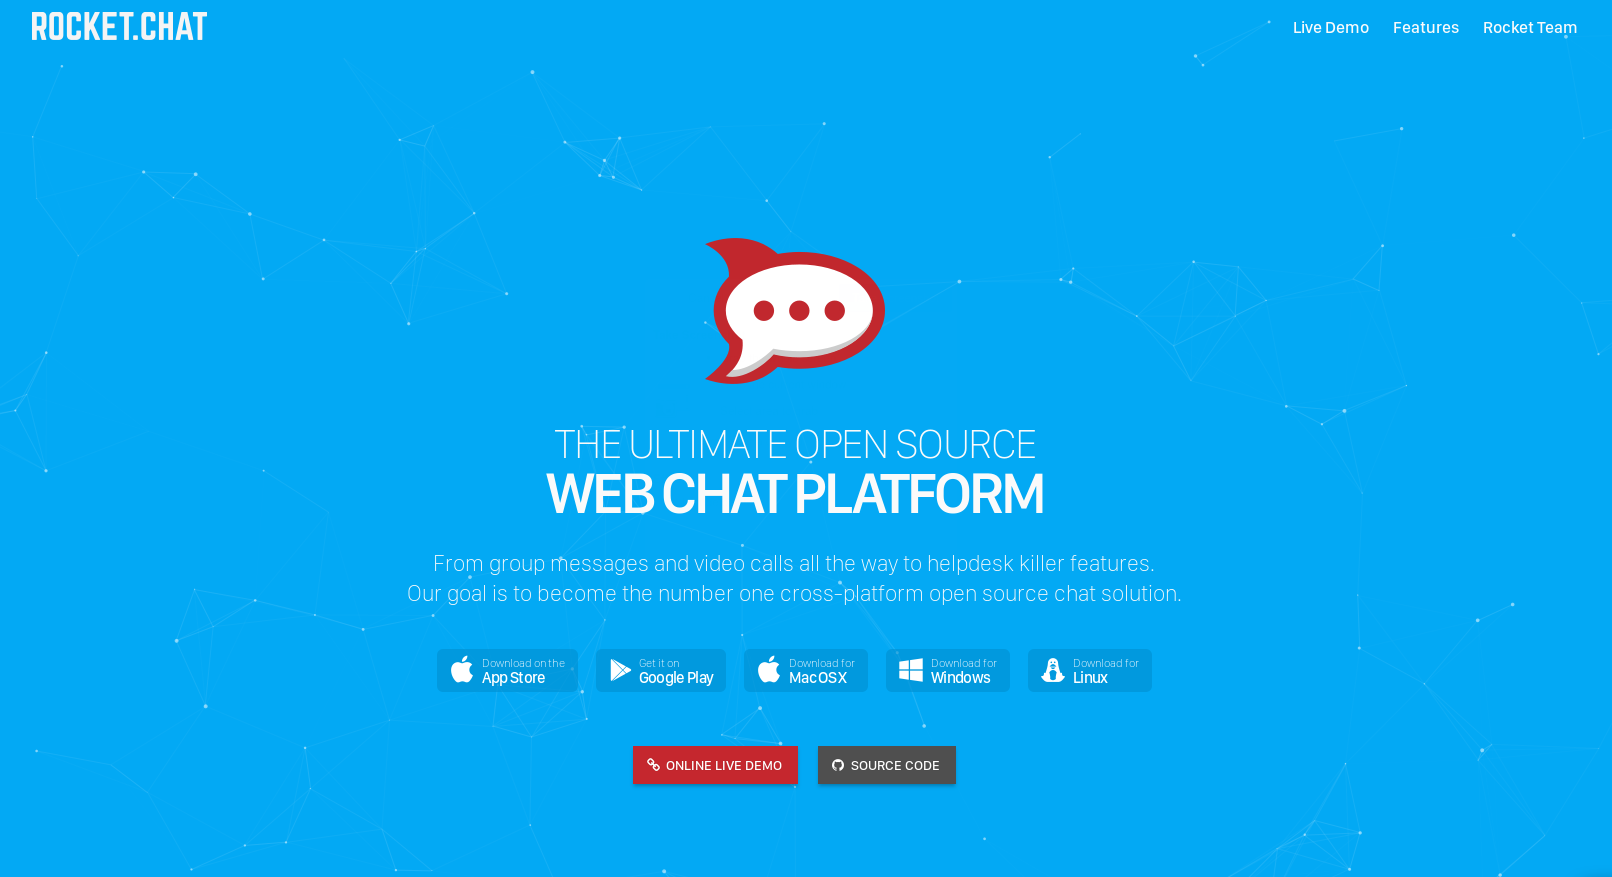 ROCKET.CHAT
Live Demo Features Rocket Team
THE ULTIMATE OPEN SOURCE
WEB CHAT PLATFORM
From group messages and video calls all the way to helpdesk killer features.
Our goal is to become the number one cross-platform open source chat solution.
Download on the
App Store
Get it on
Google Play
Download for
Mac OS X
Download for
Windows
Download for
Linux
ONLINE LIVE DEMO
SOURCE CODE